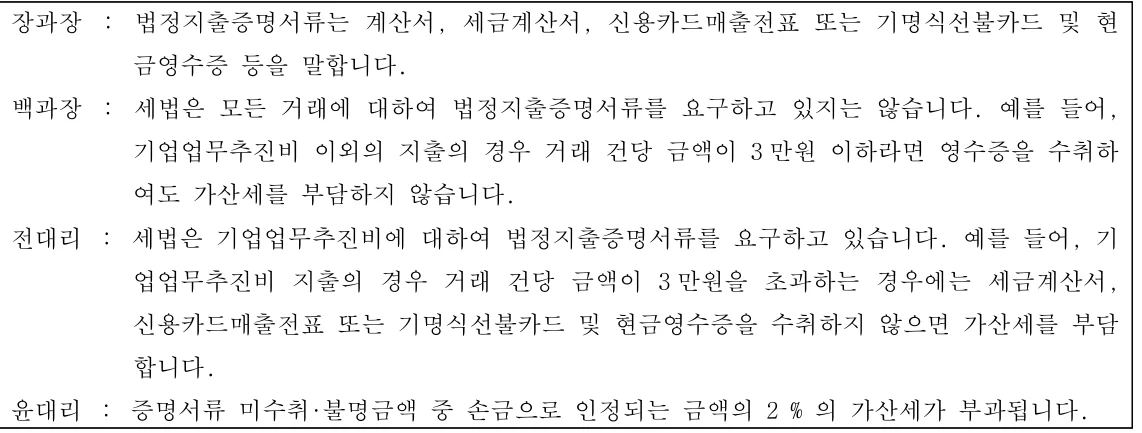 장과장 : 법정지출증명서류는 계산서, 세금계산서, 신용카드매출전표 또는 기명식선불카드 및 현
금영수증 등을 말합니다.
백과장 : 세법은 모든 거래에 대하여 법정지출증명서류를 요구하고 있지는 않습니다. 예를 들어,
기업업무추진비 이외의 지출의 경우 거래 건당 금액이 3만원 이하라면 영수증을 수취하
여도 가산세를 부담하지 않습니다.
전대리 : 세법은 기업업무추진비에 대하여 법정지출증명서류를 요구하고 있습니다. 예를 들어, 기
업업무추진비 지출의 경우 거래 건당 금액이 3만원을 초과하는 경우에는 세금계산서,
신용카드매출전표 또는 기명식선불카드 및 현금영수증을 수취하지 않으면 가산세를 부담
합니다.
윤대리 : 증명서류 미수취·불명금액 중 손금으로 인정되는 금액의 2 % 의 가산세가 부과됩니다.